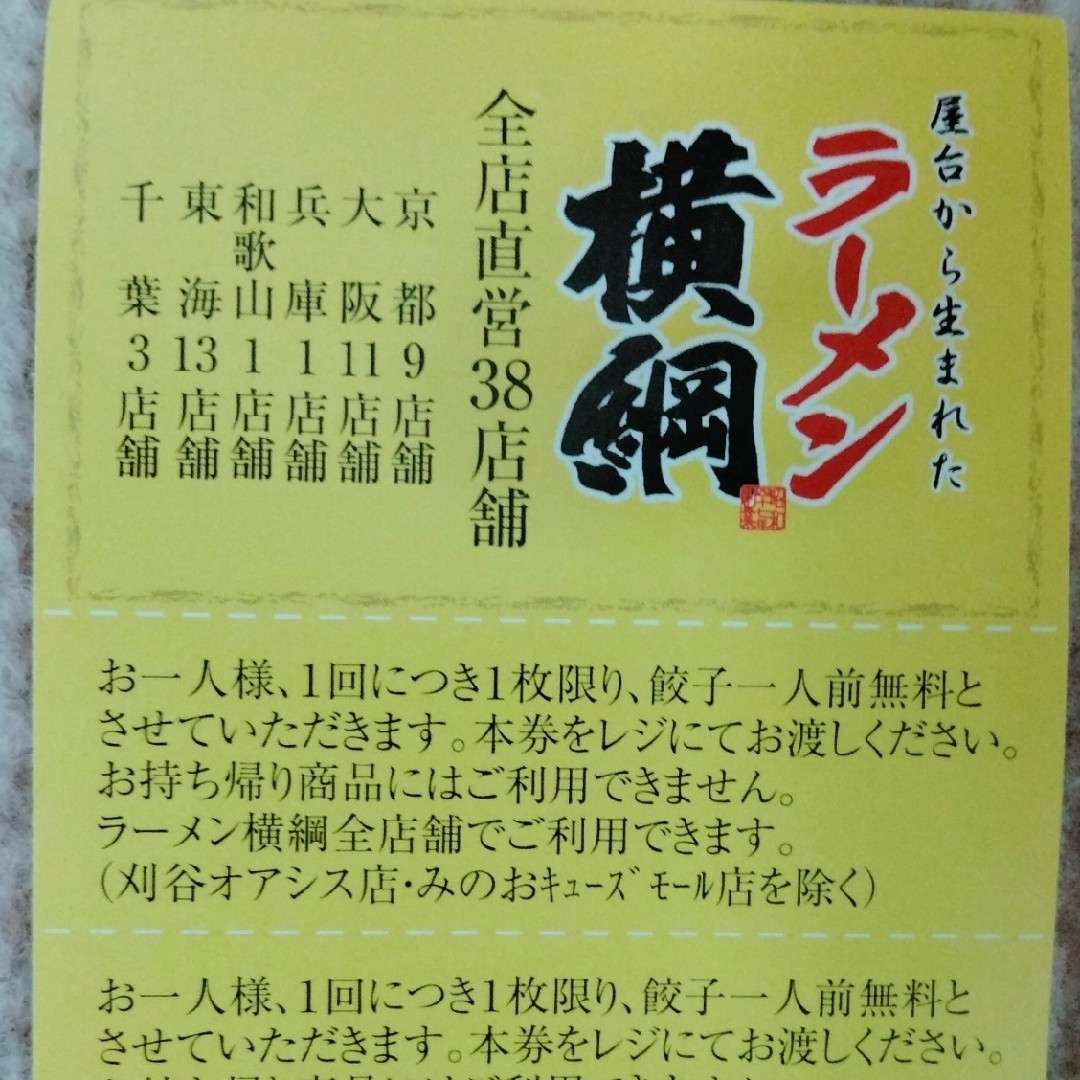 屋台から生まれた
ラーメン
横綱
全店直営38店舗
京都9店舗
大阪11店舗
兵庫1店舗
和歌山1店舗
東海13店舗
千葉3店舗
お一人様、1回につき1枚限り、餃子一人前無料と
させていただきます。本券をレジにてお渡しください。
お持ち帰り商品にはご利用できません。
ラーメン横綱全店舗でご利用できます。
(刈谷オアシス店・みのおｷｭｰｽﾞﾓｰﾙ店を除く)
お一人様、1回につき1枚限り、餃子一人前無料と
させていただきます。本券をレジにてお渡しください。